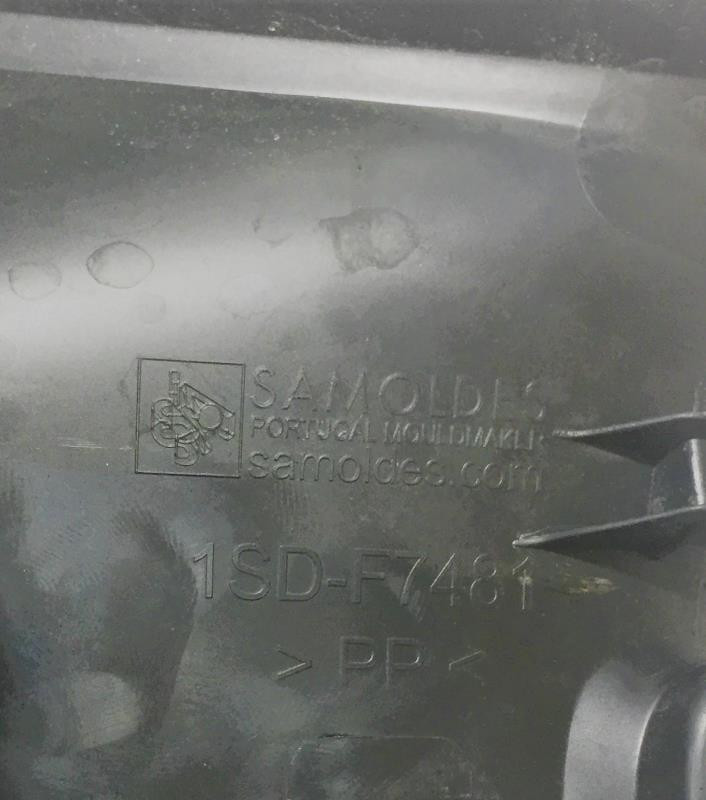 SAMOLDES
PORTUGAL MOULDMAKER
samoldes.com
1SD-F7481
> PP <